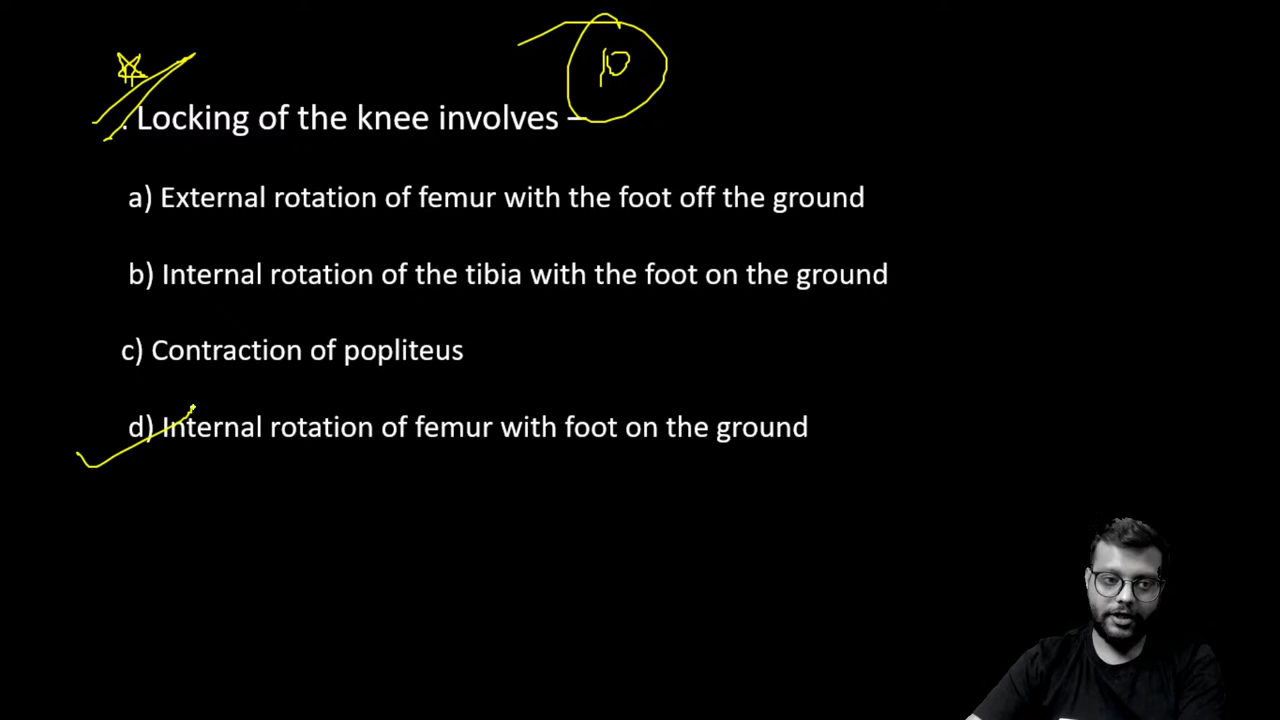 10
. Locking of the knee involves –
a) External rotation of femur with the foot off the ground
b) Internal rotation of the tibia with the foot on the ground
c) Contraction of popliteus
d) Internal rotation of femur with foot on the ground